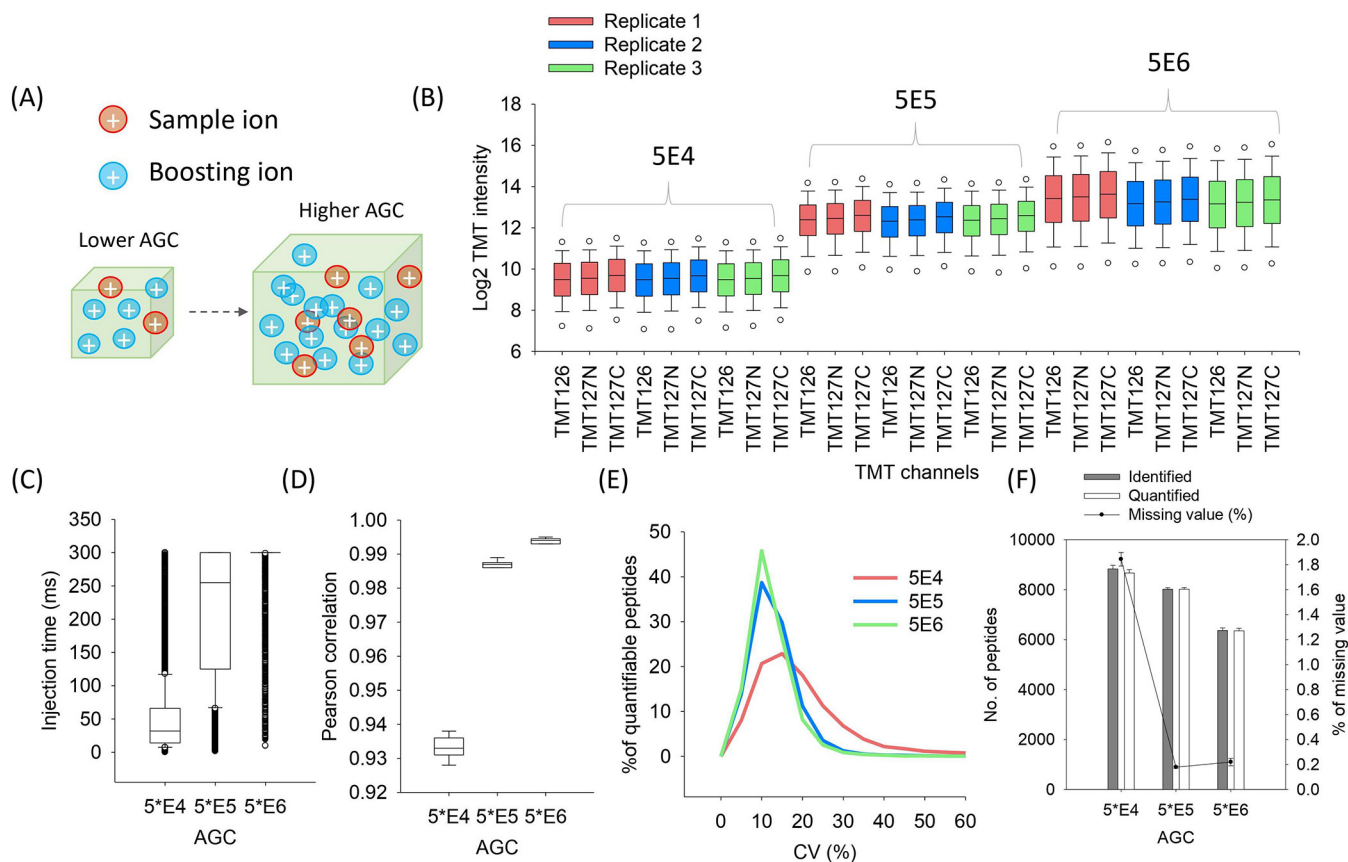 (A)
Sample ion
Boosting ion
Lower AGC
Higher AGC
(B)
Replicate 1
Replicate 2
Replicate 3
5E4
5E5
5E6
Log2 TMT intensity
18
16
14
12
10
8
6
TMT126
TMT127N
TMT127C
TMT126
TMT127N
TMT127C
TMT126
TMT127N
TMT127C
TMT126
TMT127N
TMT127C
TMT126
TMT127N
TMT127C
TMT126
TMT127N
TMT127C
TMT126
TMT127N
TMT127C
TMT126
TMT127N
TMT127C
TMT126
TMT127N
TMT127C
TMT channels
(C)
Injection time (ms)
350
300
250
200
150
100
50
0
5*E4 5*E5 5*E6
AGC
(D)
Pearson correlation
1.00
0.99
0.98
0.97
0.96
0.95
0.94
0.93
0.92
5*E4 5*E5 5*E6
AGC
(E)
%of quantifiable peptides
50
40
30
20
10
0
5E4
5E5
5E6
0 10 20 30 40 50 60
CV (%)
(F)
Identified
Quantified
Missing value (%)
No. of peptides
10000
8000
6000
4000
2000
0
2.0
1.8
1.6
1.4
1.2
1.0
0.8
0.6
0.4
0.2
0.0
% of missing value
5*E4 5*E5 5*E6
AGC